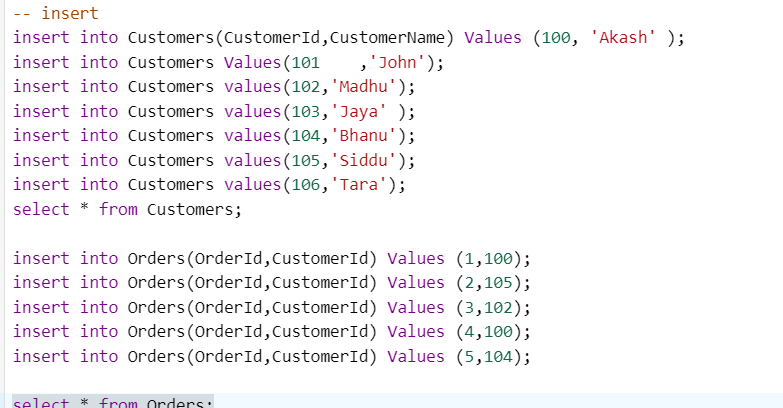 -- insert
insert into Customers(CustomerId,CustomerName) Values (100, 'Akash' );
insert into Customers Values(101    ,'John');
insert into Customers values(102,'Madhu');
insert into Customers values(103,'Jaya' );
insert into Customers values(104,'Bhanu');
insert into Customers values(105,'Siddu');
insert into Customers values(106,'Tara');
select * from Customers;

insert into Orders(OrderId,CustomerId) Values (1,100);
insert into Orders(OrderId,CustomerId) Values (2,105);
insert into Orders(OrderId,CustomerId) Values (3,102);
insert into Orders(OrderId,CustomerId) Values (4,100);
insert into Orders(OrderId,CustomerId) Values (5,104);

select * from Orders;